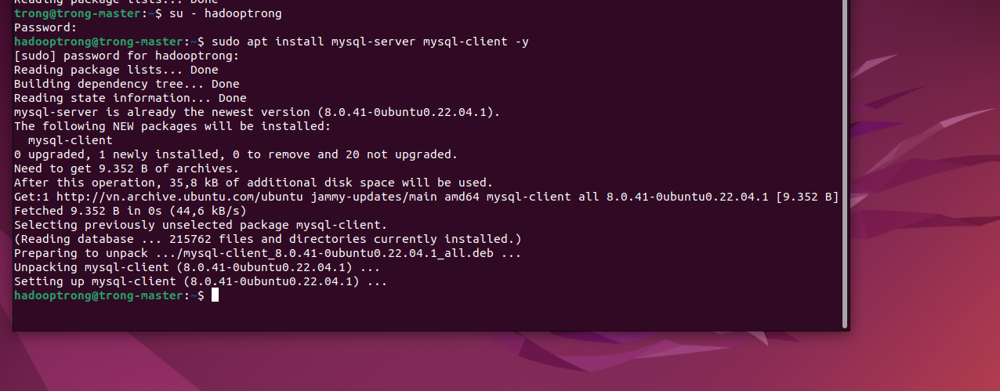 Reading package lists... Done
trong@trong-master:~$ su - hadooptrong
Password:
hadooptrong@trong-master:~$ sudo apt install mysql-server mysql-client -y
[sudo] password for hadooptrong:
Reading package lists... Done
Building dependency tree... Done
Reading state information... Done
mysql-server is already the newest version (8.0.41-0ubuntu0.22.04.1).
The following NEW packages will be installed:
  mysql-client
0 upgraded, 1 newly installed, 0 to remove and 20 not upgraded.
Need to get 9.352 B of archives.
After this operation, 35,8 kB of additional disk space will be used.
Get:1 http://vn.archive.ubuntu.com/ubuntu jammy-updates/main amd64 mysql-client all 8.0.41-0ubuntu0.22.04.1 [9.352 B]
Fetched 9.352 B in 0s (44,6 kB/s)
Selecting previously unselected package mysql-client.
(Reading database ... 215762 files and directories currently installed.)
Preparing to unpack .../mysql-client_8.0.41-0ubuntu0.22.04.1_all.deb ...
Unpacking mysql-client (8.0.41-0ubuntu0.22.04.1) ...
Setting up mysql-client (8.0.41-0ubuntu0.22.04.1) ...
hadooptrong@trong-master:~$